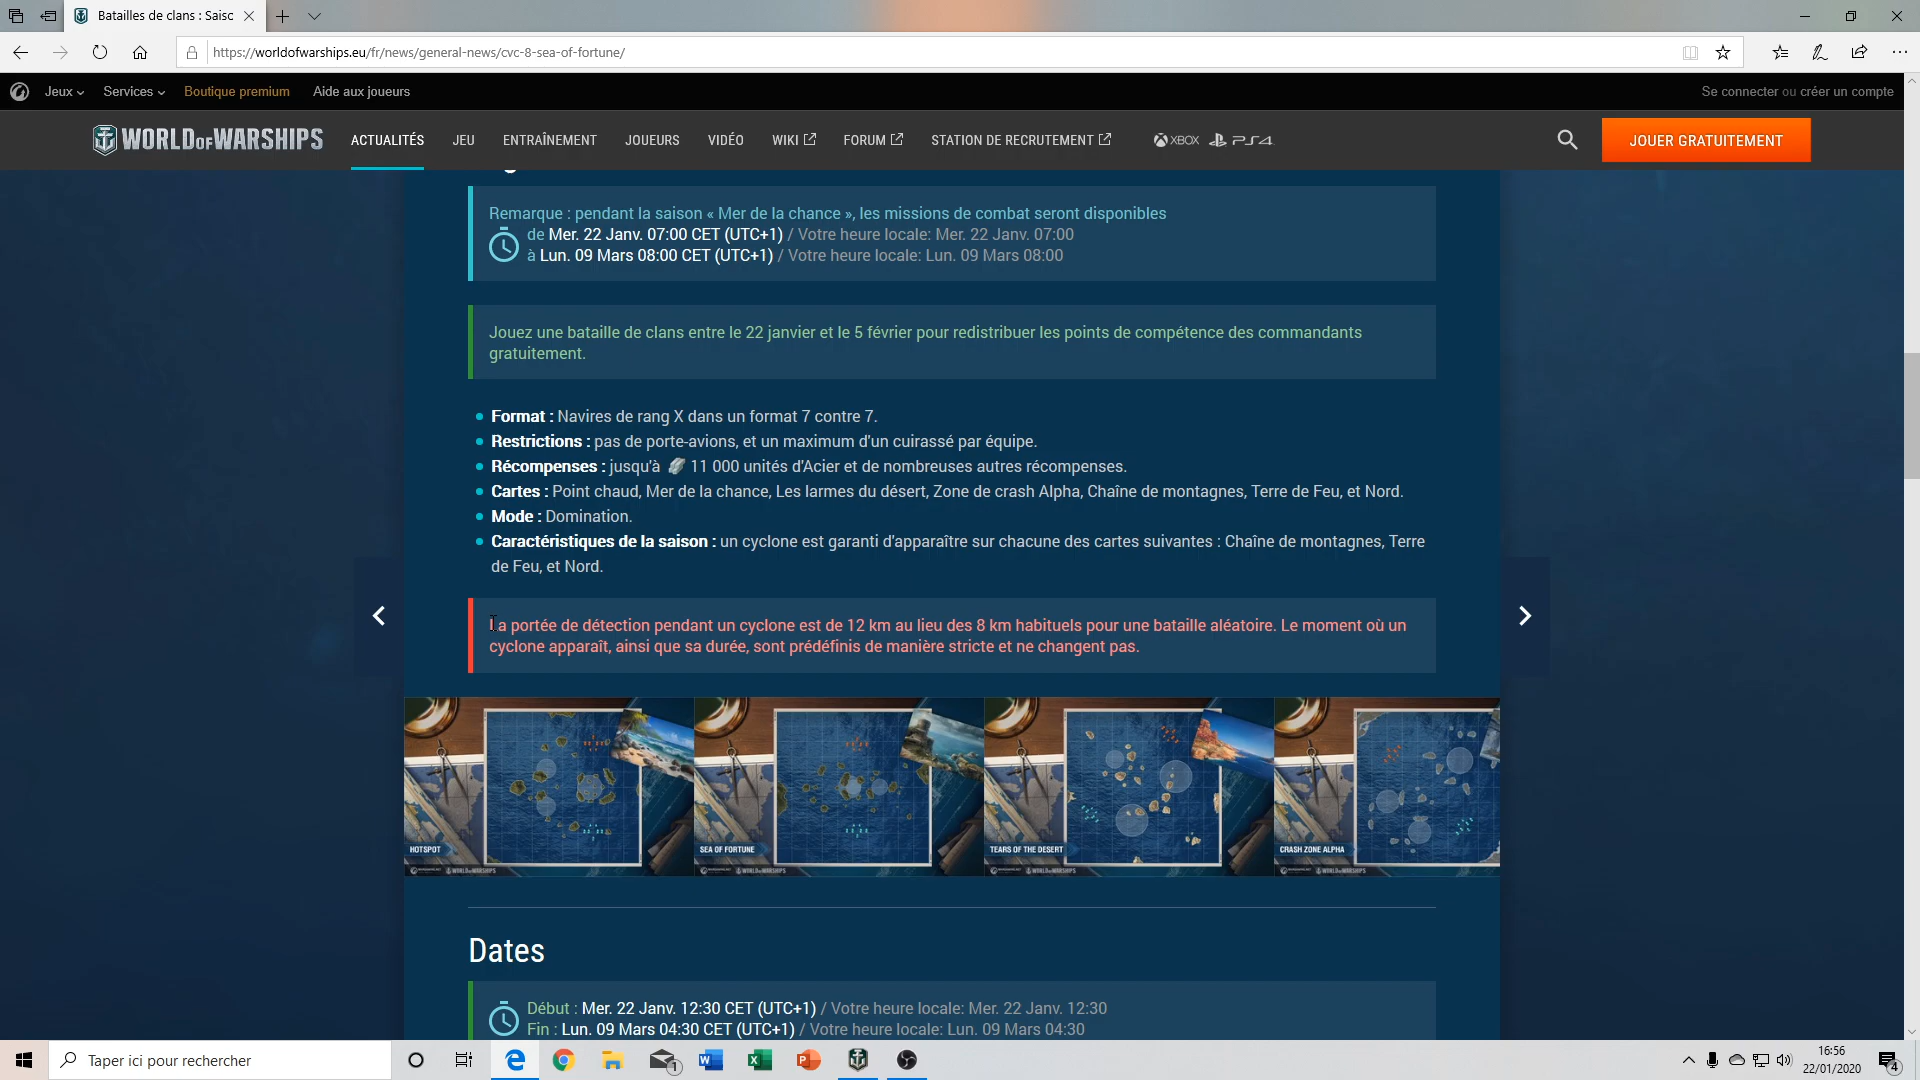 Batailles de clans : Saisc
https://worldofwarships.eu/fr/news/general-news/cvc-8-sea-of-fortune/
Jeux Services Boutique premium Aide aux joueurs Se connecter ou créer un compte
WORLD OF WARSHIPS ACTUALITÉS JEU ENTRAÎNEMENT JOUEURS VIDÉO WIKI FORUM STATION DE RECRUTEMENT XBOX PS4 JOUER GRATUITEMENT
Remarque : pendant la saison « Mer de la chance », les missions de combat seront disponibles
de Mer. 22 Janv. 07:00 CET (UTC+1) / Votre heure locale: Mer. 22 Janv. 07:00
à Lun. 09 Mars 08:00 CET (UTC+1) / Votre heure locale: Lun. 09 Mars 08:00
Jouez une bataille de clans entre le 22 janvier et le 5 février pour redistribuer les points de compétence des commandants
gratuitement.
Format : Navires de rang X dans un format 7 contre 7.
Restrictions : pas de porte-avions, et un maximum d'un cuirassé par équipe.
Récompenses : jusqu'à 11 000 unités d'Acier et de nombreuses autres récompenses.
Cartes : Point chaud, Mer de la chance, Les larmes du désert, Zone de crash Alpha, Chaîne de montagnes, Terre de Feu, et Nord.
Mode : Domination.
Caractéristiques de la saison : un cyclone est garanti d'apparaître sur chacune des cartes suivantes : Chaîne de montagnes, Terre
de Feu, et Nord.
La portée de détection pendant un cyclone est de 12 km au lieu des 8 km habituels pour une bataille aléatoire. Le moment où un
cyclone apparaît, ainsi que sa durée, sont prédéfinis de manière stricte et ne changent pas.
HOTSPOT SEA OF FORTUNE TEARS OF THE DESERT CRASH ZONE ALPHA
WORLD OF WARSHIPS WORLD OF WARSHIPS WORLD OF WARSHIPS WORLD OF WARSHIPS
Dates
Début : Mer. 22 Janv. 12:30 CET (UTC+1) / Votre heure locale: Mer. 22 Janv. 12:30
Fin : Lun. 09 Mars 04:30 CET (UTC+1) / Votre heure locale: Lun. 09 Mars 04:30
Taper ici pour rechercher 1 16:56
22/01/2020 4